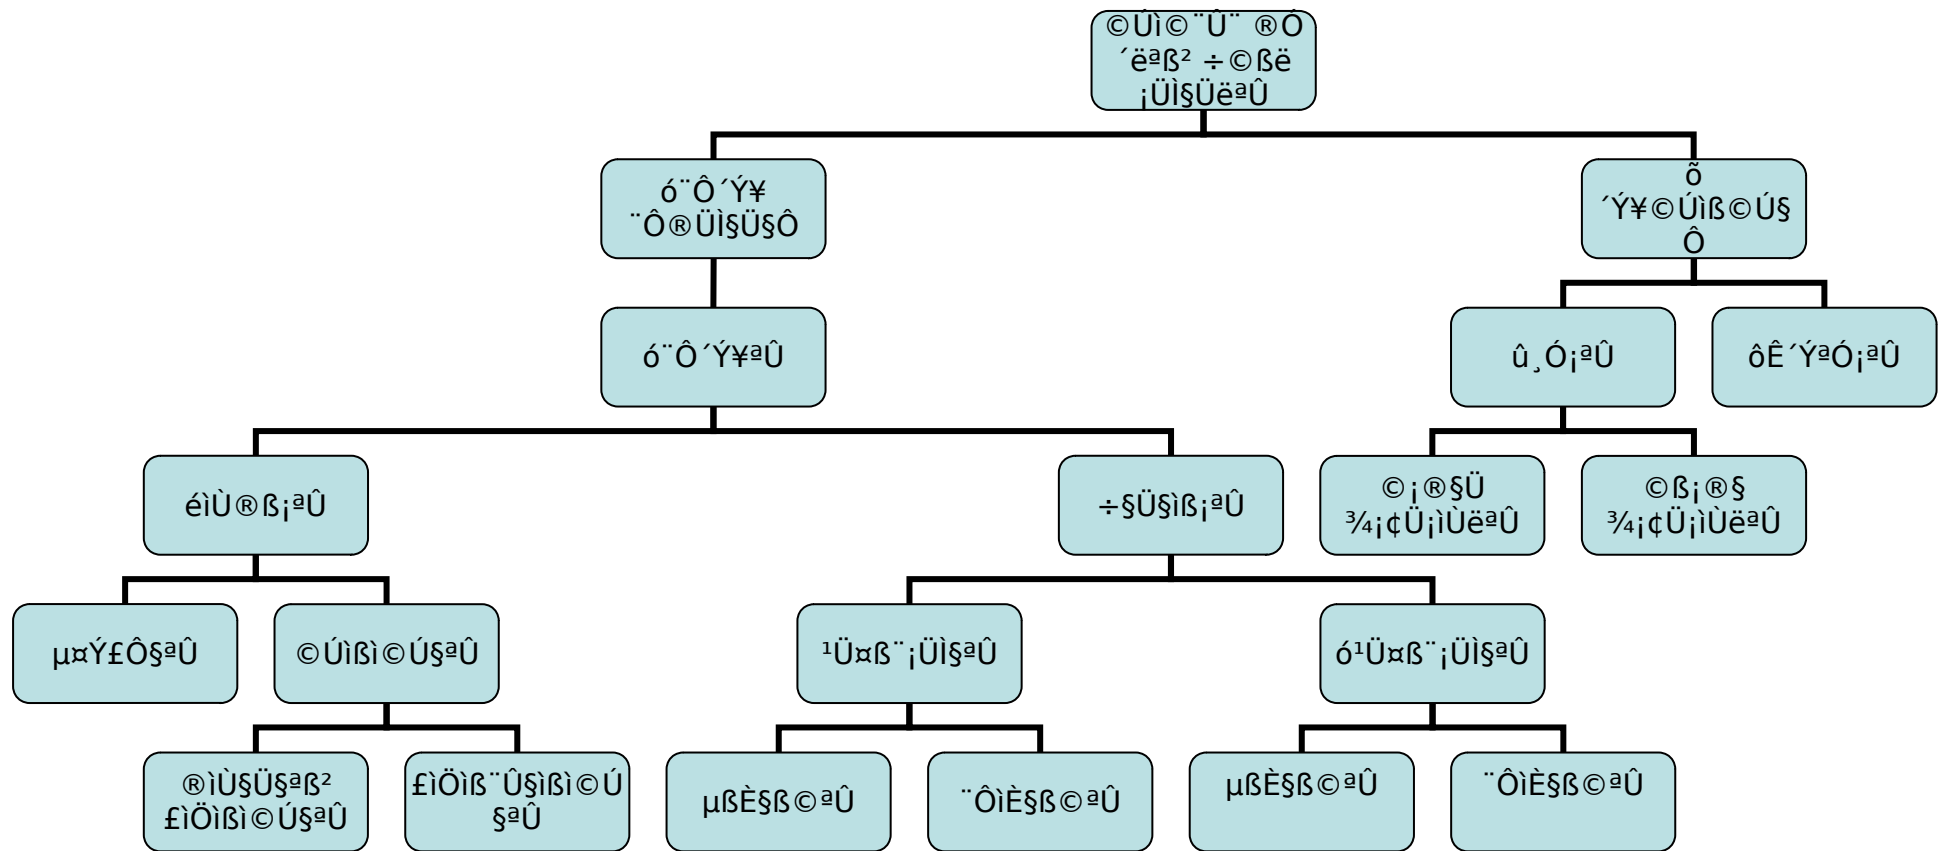 ©Úì©¨Û¨ ®Ó
´ëªß² ÷©ßë
¡ÜÌ§ÜëªÛ
ó¨Ô´Ý¥
¨Ô®ÜÌ§Ü§Ô
õ
´Ý¥©Úìß©Ú§
Ô
ó¨Ô´Ý¥ªÛ
û¸Ó¡ªÛ
ôÊ´ÝªÓ¡ªÛ
éìÙ®ß¡ªÛ
÷§Ü§ìß¡ªÛ
©¡®§Ü
¾¡¢Ü¡ìÙëªÛ
©ß¡®§
¾¡¢Ü¡ìÙëªÛ
µ¤Ý£Ô§ªÛ
©Úìßì©Ú§ªÛ
¹Ü¤ß¨¡ÜÌ§ªÛ
ó¹Ü¤ß¨¡ÜÌ§ªÛ
®ìÙ§Ü§ªß²
£ìÖìßì©Ú§ªÛ
£ìÖìß¨Û§ìßì©Ú
§ªÛ
µßÈ§ß©ªÛ
¨ÔìÈ§ß©ªÛ
µßÈ§ß©ªÛ
¨ÔìÈ§ß©ªÛ